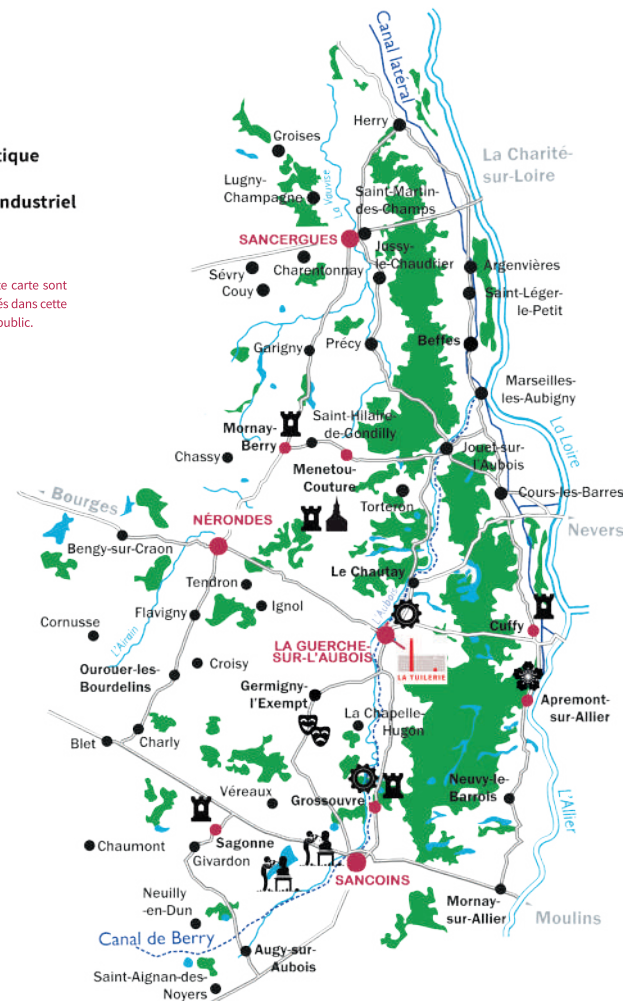 Canal latéral
Herry
tique
Groises
La Charité-
sur-Loire
Lugny-
Champagne
La Vauvise
ndustriel
Saint-Martin
des-Champs
SANCERGUES
Jussy-
le-Chaudrier
Charentonnay
Argenvières
Sévry
te carte sont
Couy
Saint-Léger-
le-Petit
és dans cette
public.
Garigny
Précy
Beffes
Marseilles-
les-Aubigny
Mornay-
Berry
Saint-Hilaire-
de-Gondilly
La Loire
Chassy
Menetou-
Couture
Jouet-sur-
l'Aubois
Bourges
Torteron
Cours-les-Barres
NÉRONDES
Nevers
Bengy-sur-Craon
Le Chautay
Tendron
Ignol
L'Aubois
Flavigny
Cornusse
L'Airain
Cuffy
LA GUERCHE-
SUR-L'AUBOIS
LA TUILERIE
Croisy
Ourouer-les-
Bourdelins
Germigny-
l'Exempt
Apremont-
sur-Allier
La Chapelle-
Hugon
Blet
Charly
Neuvy-le-
Barrois
L'Allier
Véreaux
Grossouvre
Chaumont
Sagonne
Givardon
SANCOINS
Neuilly
-en-Dun
Mornay-
sur-Allier
Moulins
Canal de Berry
Augy-sur-
Aubois
Saint-Aignan-des-
Noyers